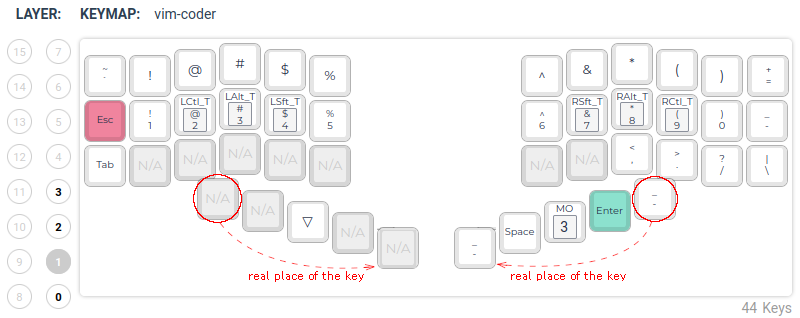 LAYER: KEYMAP: vim-coder
15 7
14 6
13 5
12 4
11 3
10 2
9 1
8 0
~ ` ! @ # $ % ^ & * ( ) + =
Esc ! 1 LCtl_T @ 2 LAlt_T # 3 LSft_T $ 4 % 5 ^ 6 RSft_T & 7 RAlt_T * 8 RCtl_T ( 9 ) 0 _ -
Tab N/A N/A N/A N/A N/A N/A N/A < , > . ? / | \
N/A N/A ▽ N/A N/A _ - Space MO 3 Enter _ -
real place of the key real place of the key
44 Keys